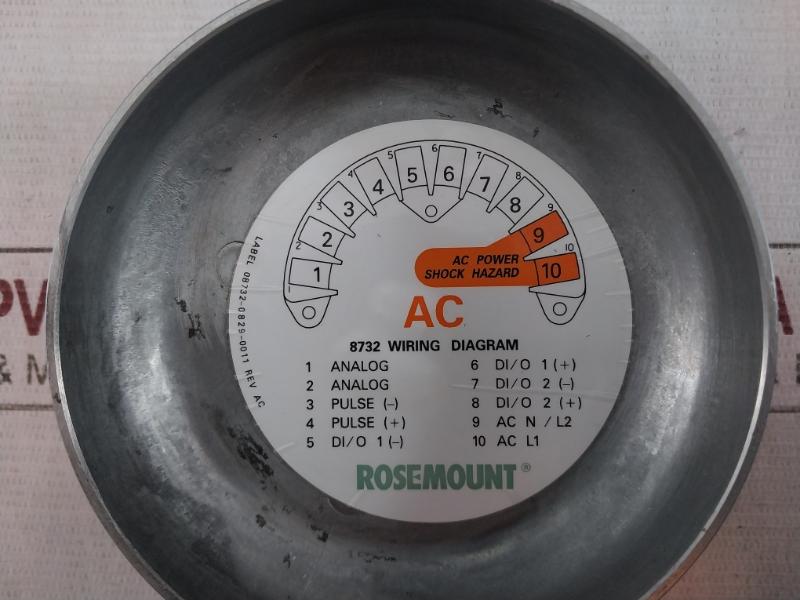 2 3 4 5 6 7 8 9 10
1 2 3 4 5 6 7 8 9 10
AC POWER
SHOCK HAZARD
AC
8732 WIRING DIAGRAM
1 ANALOG
2 ANALOG
3 PULSE (-)
4 PULSE (+)
5 DI/O 1 (-)
6 DI/O 1 (+)
7 DI/O 2 (-)
8 DI/O 2 (+)
9 AC N / L2
10 AC L1
ROSEMOUNT®
LABEL 08732-0829-0011 REV AC
PV
A
& M